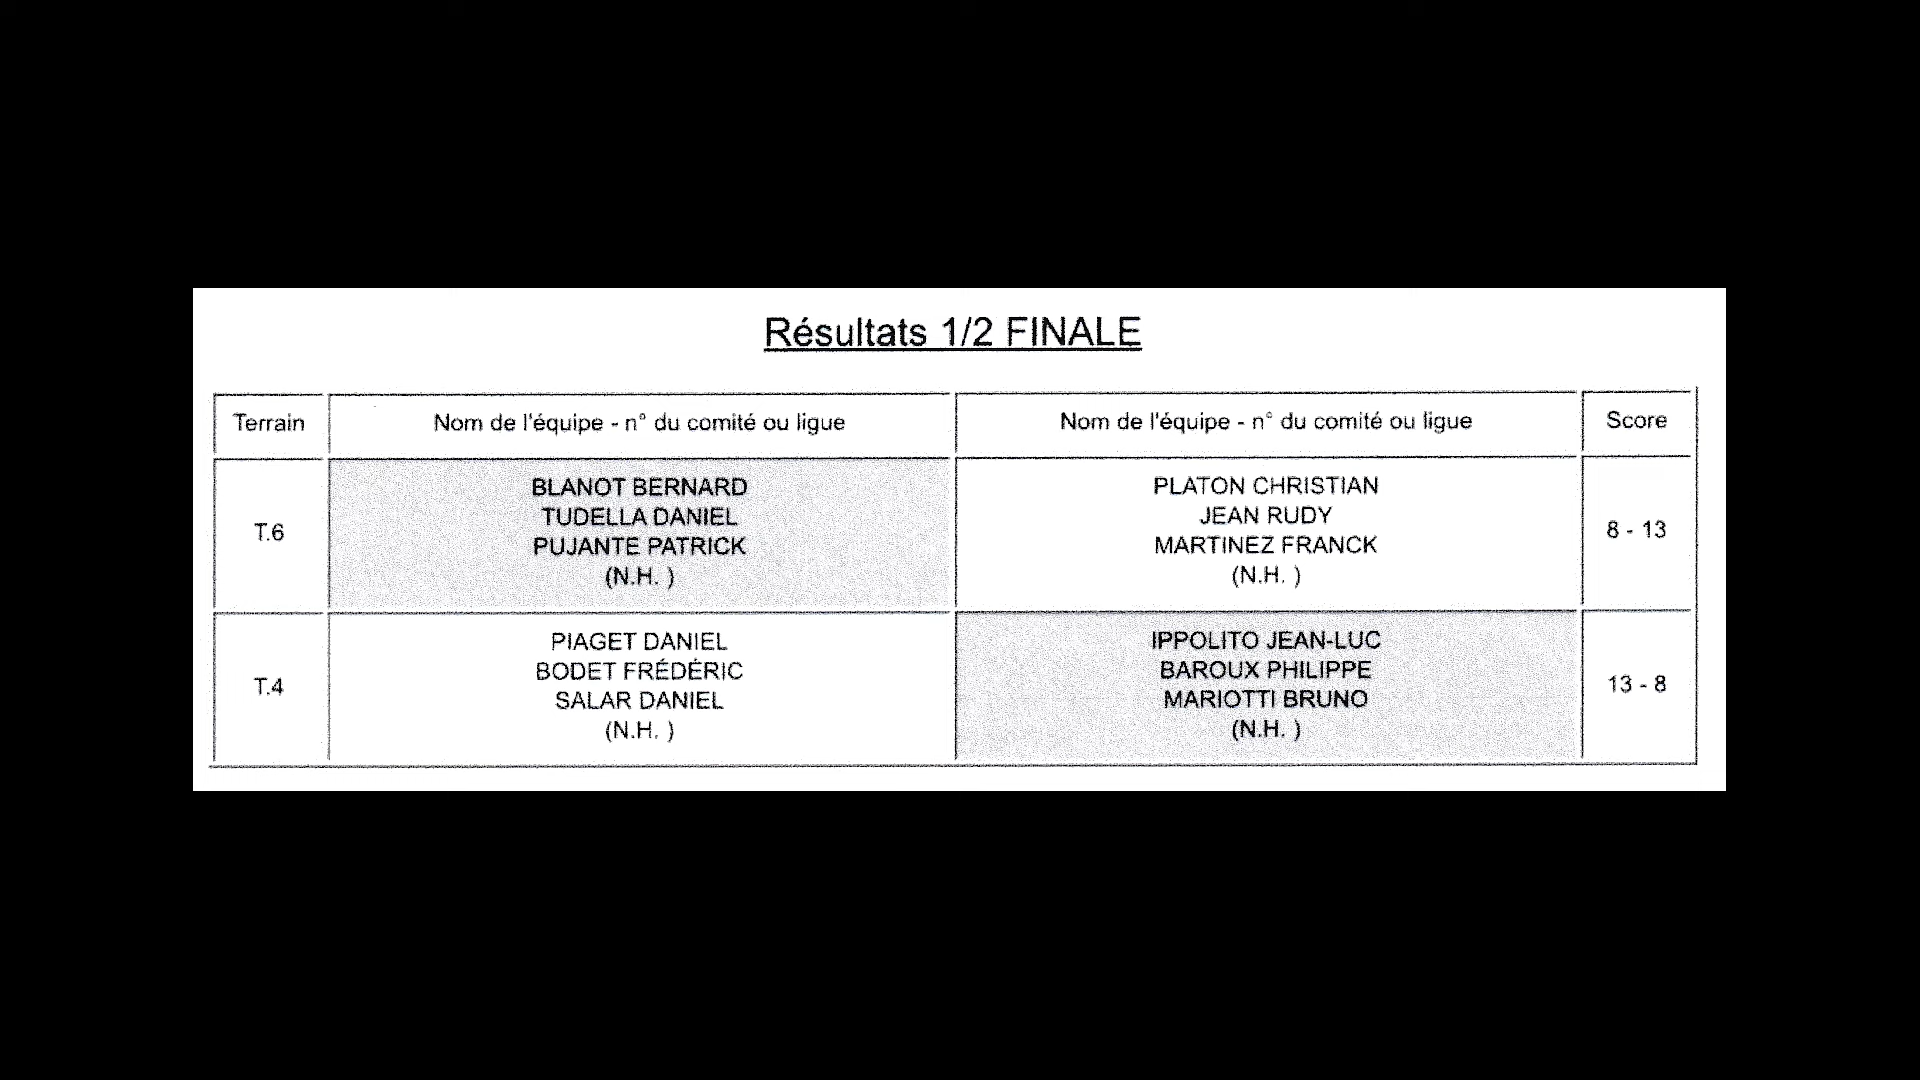 Résultats 1/2 FINALE
Terrain
Nom de l'équipe - n° du comité ou ligue
Nom de l'équipe - n° du comité ou ligue
Score
T.6
BLANOT BERNARD
TUDELLA DANIEL
PUJANTE PATRICK
(N.H. )
PLATON CHRISTIAN
JEAN RUDY
MARTINEZ FRANCK
(N.H. )
8 - 13
T.4
PIAGET DANIEL
BODET FRÉDÉRIC
SALAR DANIEL
(N.H. )
IPPOLITO JEAN-LUC
BAROUX PHILIPPE
MARIOTTI BRUNO
(N.H. )
13 - 8